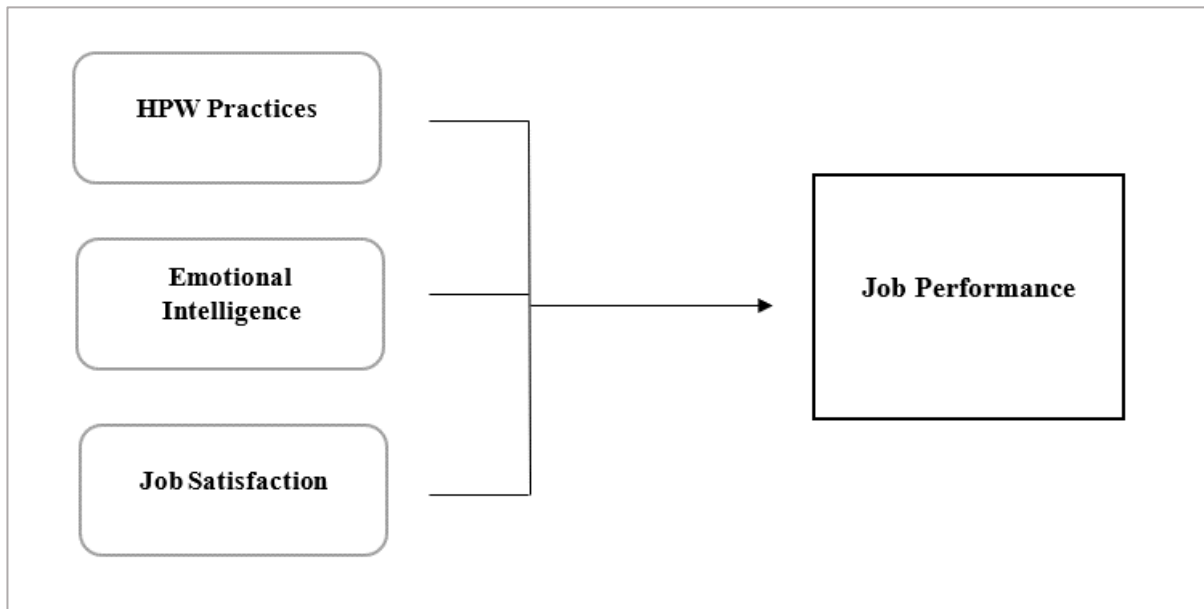 HPW Practices
Emotional
Intelligence
Job Satisfaction
Job Performance